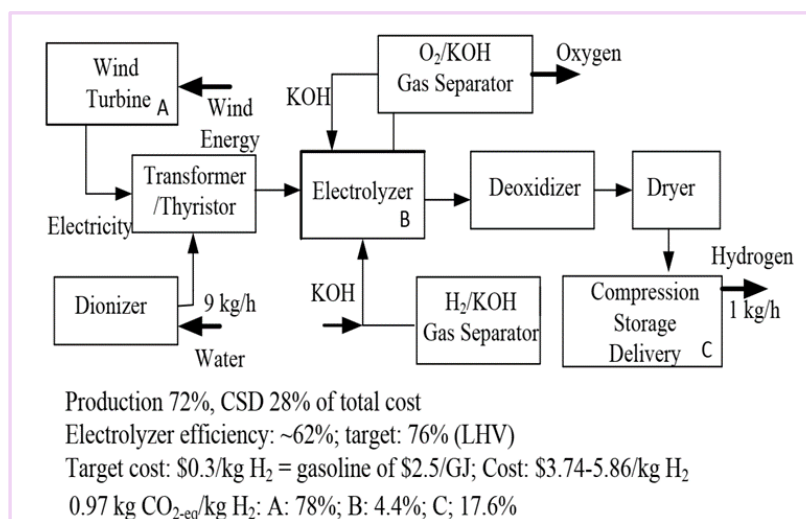 Wind
Turbine A
Wind
Energy
O₂/KOH
Gas Separator
Oxygen
KOH
Transformer
/Thyristor
Electricity
Electrolyzer
B
Deoxidizer
Dryer
Dionizer
9 kg/h
Water
KOH
H₂/KOH
Gas Separator
Compression
Storage
Delivery C
Hydrogen
1 kg/h
Production 72%, CSD 28% of total cost
Electrolyzer efficiency: ~62%; target: 76% (LHV)
Target cost: $0.3/kg H₂ = gasoline of $2.5/GJ; Cost: $3.74-5.86/kg H₂
0.97 kg CO₂-eq/kg H₂: A: 78%; B: 4.4%; C; 17.6%